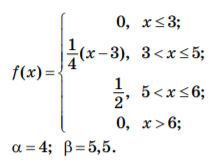 f(x) = { 0, x ≤ 3;
1/4 (x – 3), 3 < x ≤ 5;
1/2, 5 < x ≤ 6;
0, x > 6;
α = 4; β = 5,5.